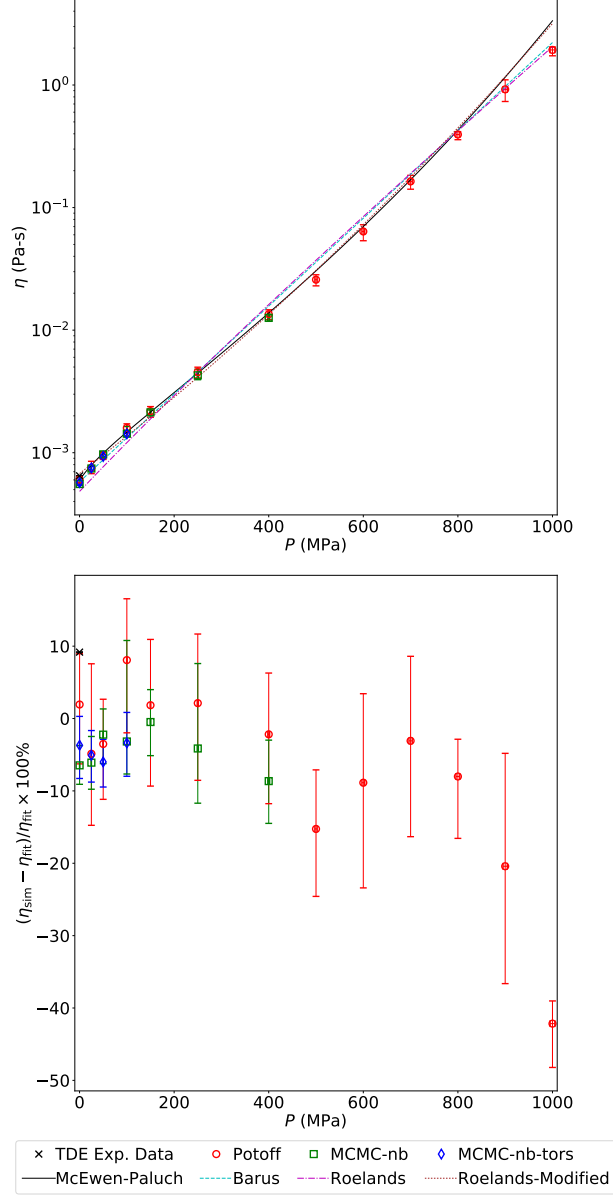 10⁰
10⁻¹
10⁻²
10⁻³
η (Pa-s)
0 200 400 600 800 1000
P (MPa)
10
0
−10
−20
−30
−40
−50
(η_sim − η_fit)/η_fit × 100%
0 200 400 600 800 1000
P (MPa)
TDE Exp. Data Potoff MCMC-nb MCMC-nb-tors
McEwen-Paluch Barus Roelands Roelands-Modified